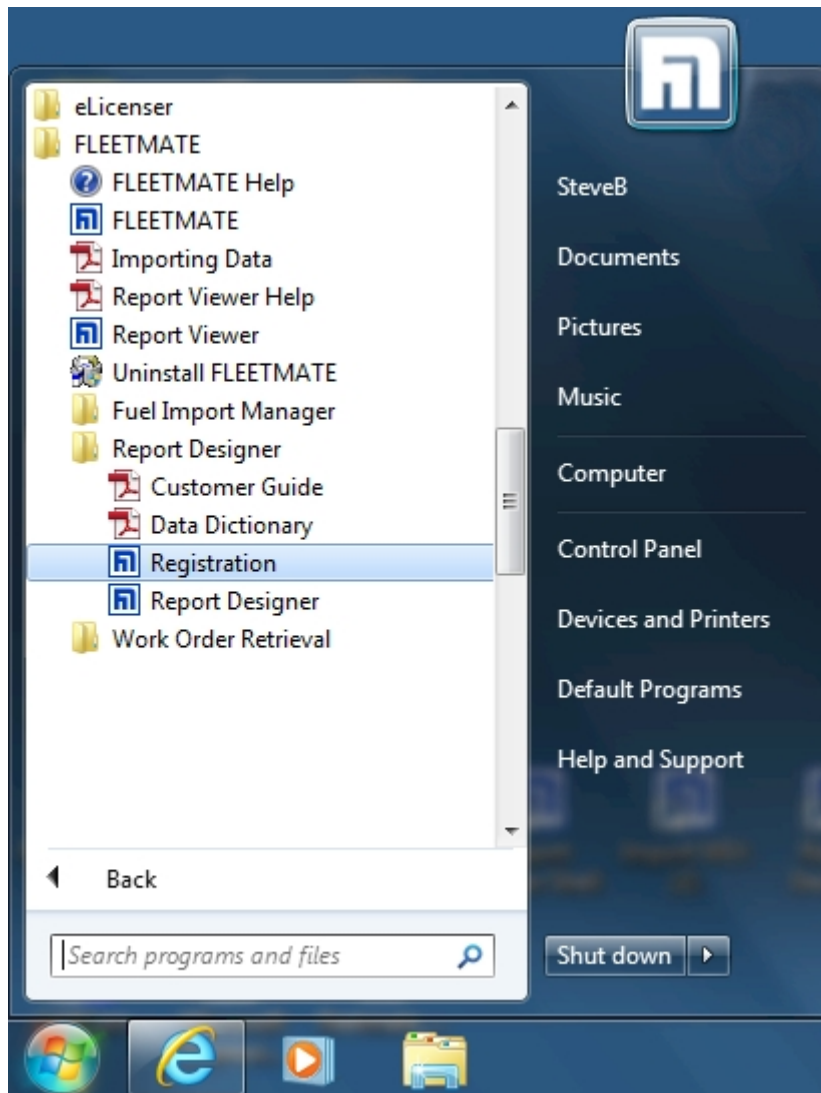 eLicenser
FLEETMATE
FLEETMATE Help
FLEETMATE
Importing Data
Report Viewer Help
Report Viewer
Uninstall FLEETMATE
Fuel Import Manager
Report Designer
Customer Guide
Data Dictionary
Registration
Report Designer
Work Order Retrieval
Back
Search programs and files
SteveB
Documents
Pictures
Music
Computer
Control Panel
Devices and Printers
Default Programs
Help and Support
Shut down